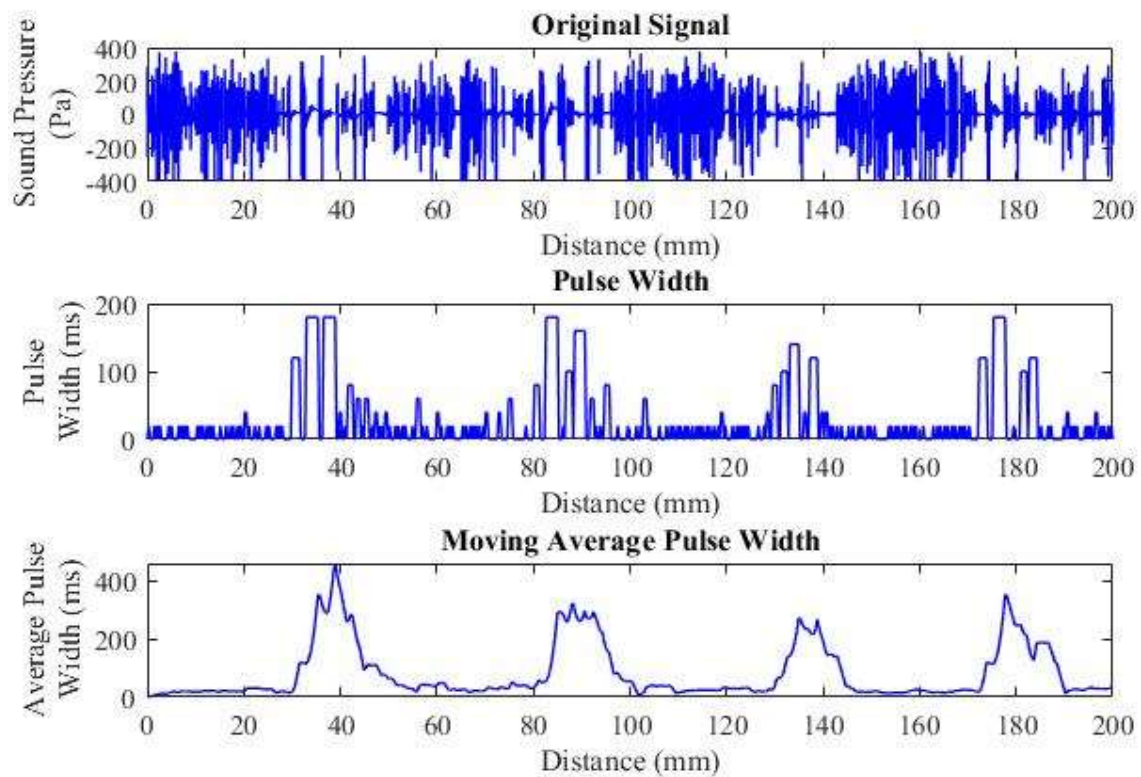 Original Signal
Sound Pressure
(Pa)
400
200
0
-200
-400
0 20 40 60 80 100 120 140 160 180 200
Distance (mm)
Pulse Width
Pulse
Width (ms)
200
100
0
0 20 40 60 80 100 120 140 160 180 200
Distance (mm)
Moving Average Pulse Width
Average Pulse
Width (ms)
400
200
0
0 20 40 60 80 100 120 140 160 180 200
Distance (mm)